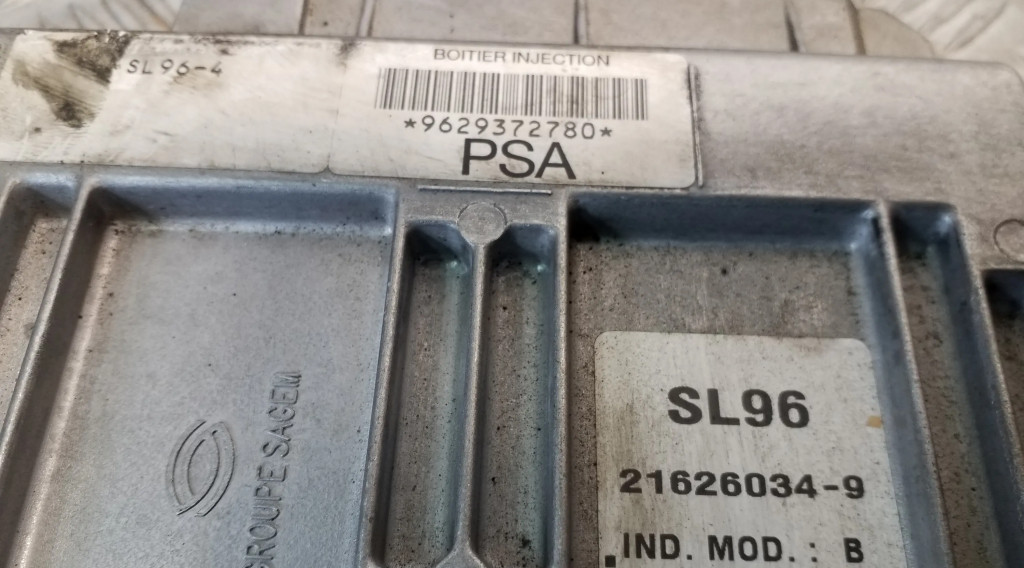 SL96-4
BOITIER INJECTION
*9629372780*
PSA
GROUPE SAGEM
SL96
21626034-9
IND. MOD. : B